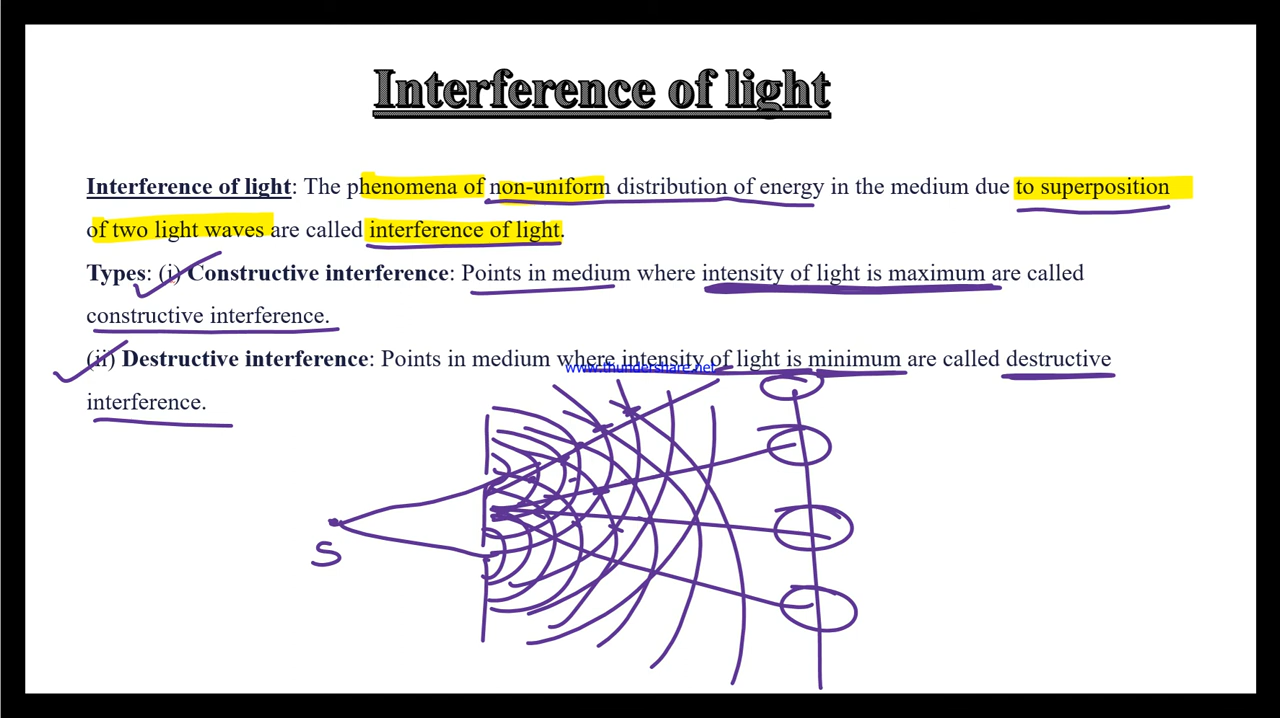 Interference of light
Interference of light: The phenomena of non-uniform distribution of energy in the medium due to superposition
of two light waves are called interference of light.
Types: (i) Constructive interference: Points in medium where intensity of light is maximum are called
constructive interference.
(ii) Destructive interference: Points in medium where intensity of light is minimum are called destructive
www.thundershare.net
interference.
S